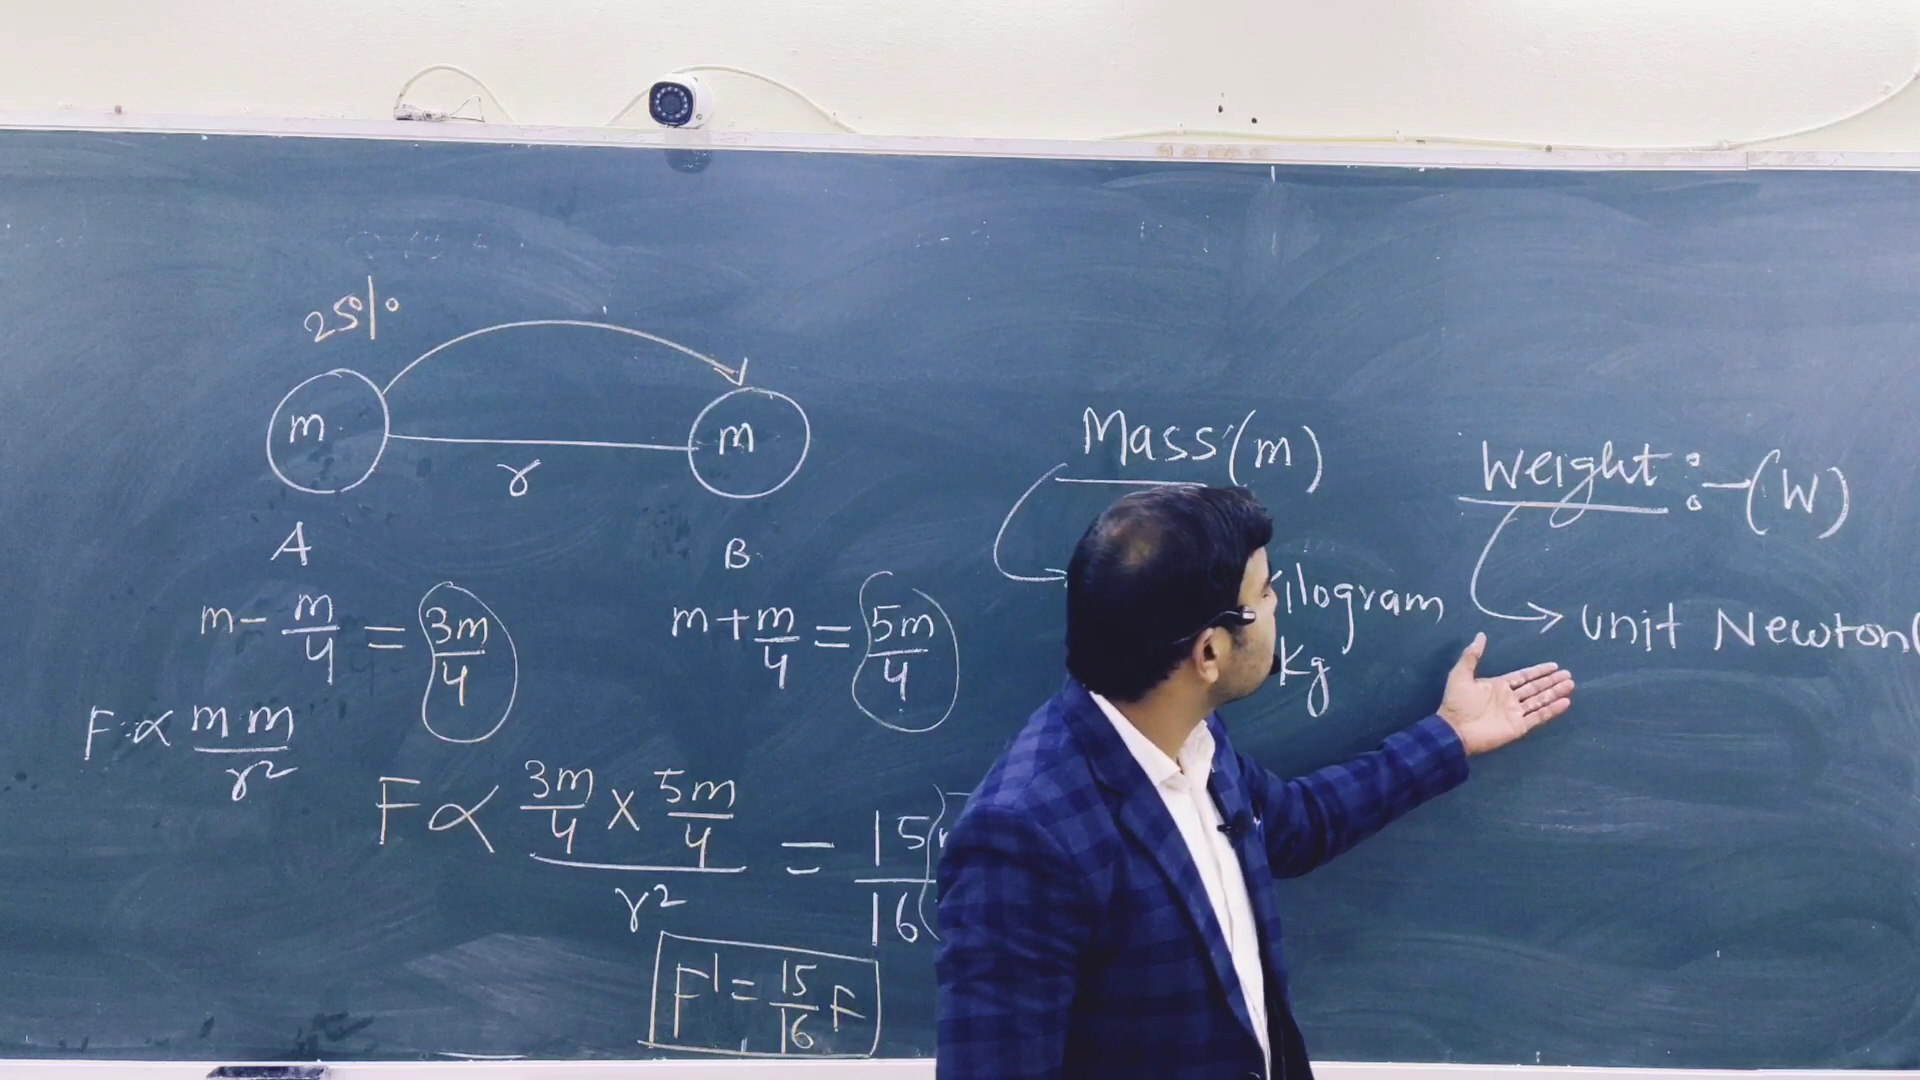 25%
m
m
r
A
B
m - m/4 = 3m/4
m + m/4 = 5m/4
F ∝ m m / r²
F ∝ 3m/4 × 5m/4 / r² = 15/16
F' = 15/16 F
Mass (m)
ilogram
kg
Weight :- (W)
unit Newton(